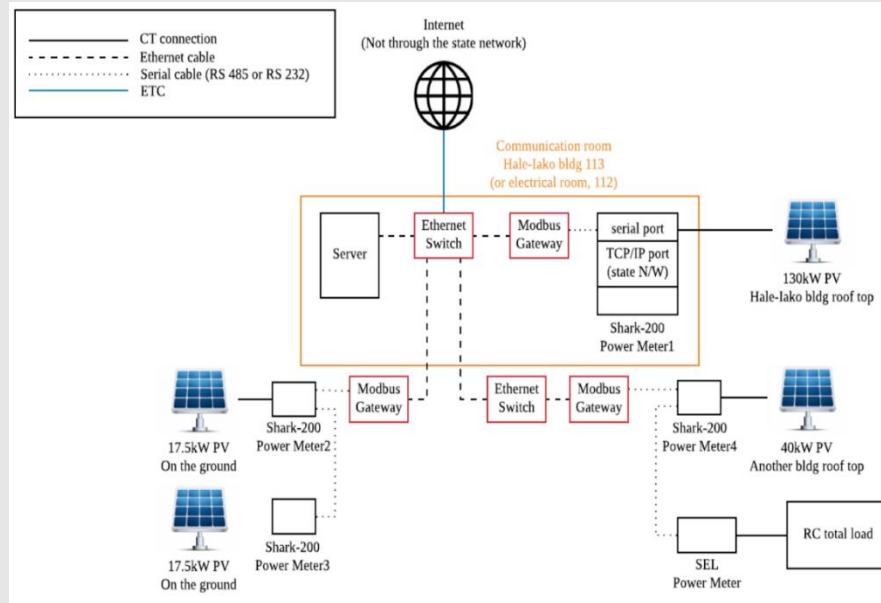 CT connection
Ethernet cable
Serial cable (RS 485 or RS 232)
ETC
Internet
(Not through the state network)
Communication room
Hale-Iako bldg 113
(or electrical room, 112)
Server
Ethernet
Switch
Modbus
Gateway
serial port
TCP/IP port
(state N/W)
Shark-200
Power Meter1
130kW PV
Hale-Iako bldg roof top
17.5kW PV
On the ground
Shark-200
Power Meter2
Modbus
Gateway
Ethernet
Switch
Modbus
Gateway
Shark-200
Power Meter4
40kW PV
Another bldg roof top
17.5kW PV
On the ground
Shark-200
Power Meter3
SEL
Power Meter
RC total load